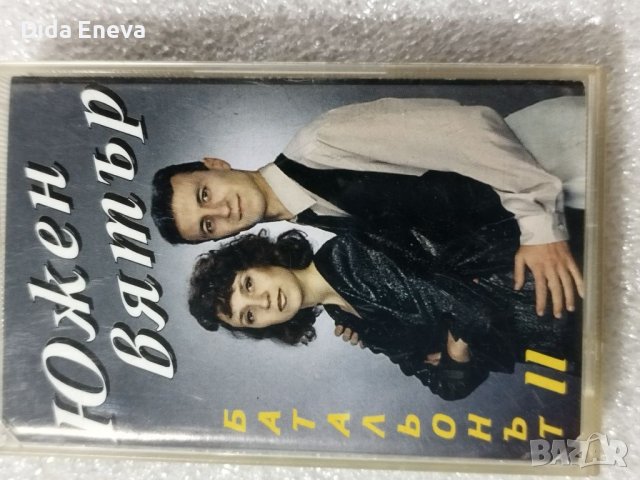 Dida Eneva
Южен
вятър
БАТАЛЬОНЪТ II
BAZAR